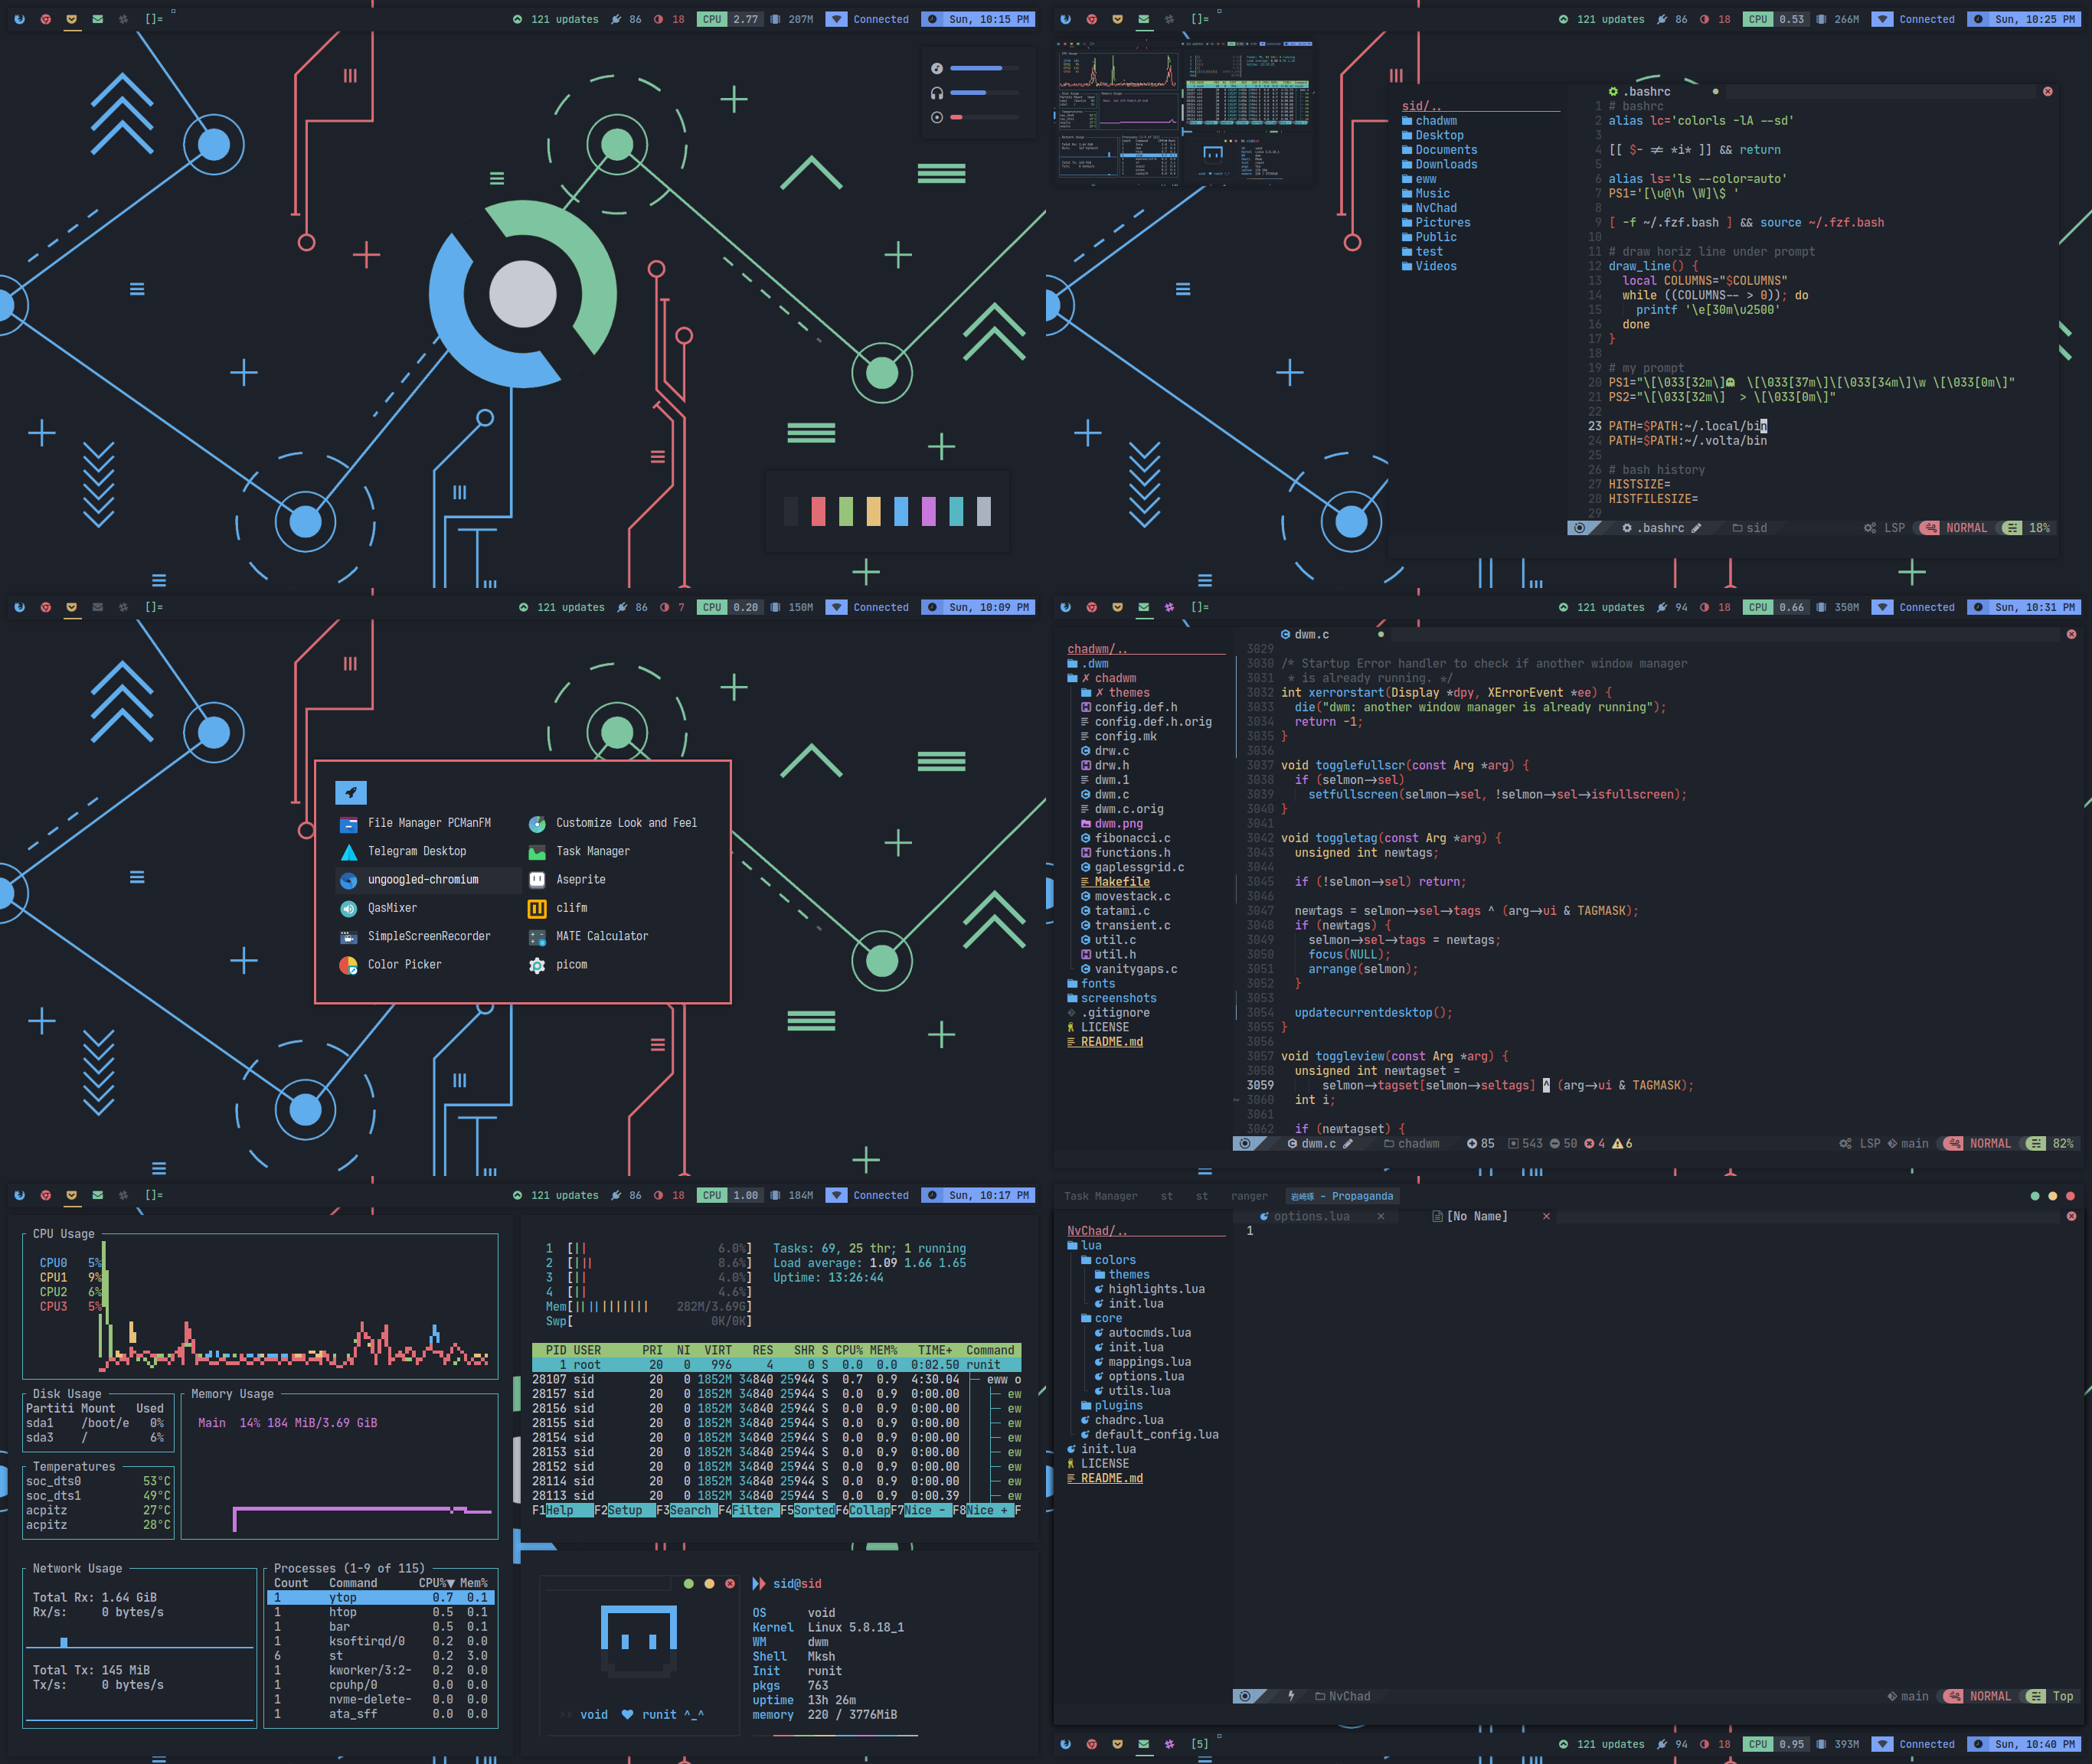 []= 121 updates 86 18 CPU 2.77 207M Connected Sun, 10:15 PM
[]= 121 updates 86 18 CPU 0.53 266M Connected Sun, 10:25 PM
sid/..
chadwm
Desktop
Documents
Downloads
eww
Music
NvChad
Pictures
Public
test
Videos
.bashrc
1 # bashrc
2 alias lc='colorls -lA --sd'
3
4 [[ $- ≠ *i* ]] && return
5
6 alias ls='ls --color=auto'
7 PS1='[\u@\h \W]\$ '
8
9 [ -f ~/.fzf.bash ] && source ~/.fzf.bash
10
11 # draw horiz line under prompt
12 draw_line() {
13 local COLUMNS="$COLUMNS"
14 while ((COLUMNS-- > 0)); do
15 printf '\e[30m\u2500'
16 done
17 }
18
19 # my prompt
20 PS1="\[\033[32m\] \[\033[37m\]\[\033[34m\]\w \[\033[0m\]"
21 PS2="\[\033[32m\] > \[\033[0m\]"
22
23 PATH=$PATH:~/.local/bin
24 PATH=$PATH:~/.volta/bin
25
26 # bash history
27 HISTSIZE=
28 HISTFILESIZE=
29
.bashrc sid LSP NORMAL 18%
[]= 121 updates 86 7 CPU 0.20 150M Connected Sun, 10:09 PM
File Manager PCManFM Customize Look and Feel
Telegram Desktop Task Manager
ungoogled-chromium Aseprite
QasMixer clifm
SimpleScreenRecorder MATE Calculator
Color Picker picom
[]= 121 updates 94 18 CPU 0.66 350M Connected Sun, 10:31 PM
chadwm/..
.dwm
✗ chadwm
✗ themes
config.def.h
config.def.h.orig
config.mk
drw.c
drw.h
dwm.1
dwm.c
dwm.c.orig
dwm.png
fibonacci.c
functions.h
gaplessgrid.c
Makefile
movestack.c
tatami.c
transient.c
util.c
util.h
vanitygaps.c
fonts
screenshots
.gitignore
LICENSE
README.md
dwm.c
3029
3030 /* Startup Error handler to check if another window manager
3031 * is already running. */
3032 int xerrorstart(Display *dpy, XErrorEvent *ee) {
3033 die("dwm: another window manager is already running");
3034 return -1;
3035 }
3036
3037 void togglefullscr(const Arg *arg) {
3038 if (selmon→sel)
3039 setfullscreen(selmon→sel, !selmon→sel→isfullscreen);
3040 }
3041
3042 void toggletag(const Arg *arg) {
3043 unsigned int newtags;
3044
3045 if (!selmon→sel) return;
3046
3047 newtags = selmon→sel→tags ^ (arg→ui & TAGMASK);
3048 if (newtags) {
3049 selmon→sel→tags = newtags;
3050 focus(NULL);
3051 arrange(selmon);
3052 }
3053
3054 updatecurrentdesktop();
3055 }
3056
3057 void toggleview(const Arg *arg) {
3058 unsigned int newtagset =
3059 selmon→tagset[selmon→seltags] ^ (arg→ui & TAGMASK);
~ 3060 int i;
3061
3062 if (newtagset) {
dwm.c chadwm 85 543 50 4 6 LSP main NORMAL 82%
[]= 121 updates 86 18 CPU 1.00 184M Connected Sun, 10:17 PM
CPU Usage
CPU0 5%
CPU1 9%
CPU2 6%
CPU3 5%
Disk Usage
Partiti Mount Used
sda1 /boot/e 0%
sda3 / 6%
Memory Usage
Main 14% 184 MiB/3.69 GiB
Temperatures
soc_dts0 53°C
soc_dts1 49°C
acpitz 27°C
acpitz 28°C
Network Usage
Total Rx: 1.64 GiB
Rx/s: 0 bytes/s
Total Tx: 145 MiB
Tx/s: 0 bytes/s
Processes (1-9 of 115)
Count Command CPU%▼ Mem%
1 ytop 0.7 0.1
1 htop 0.5 0.1
1 bar 0.5 0.1
1 ksoftirqd/0 0.2 0.0
6 st 0.2 3.0
1 kworker/3:2- 0.2 0.0
1 cpuhp/0 0.0 0.0
1 nvme-delete- 0.0 0.0
1 ata_sff 0.0 0.0
1 [|| 6.0%] Tasks: 69, 25 thr; 1 running
2 [||| 8.6%] Load average: 1.09 1.66 1.65
3 [|| 4.0%] Uptime: 13:26:44
4 [|| 4.6%]
Mem[||||||||||| 282M/3.69G]
Swp[ 0K/0K]
PID USER PRI NI VIRT RES SHR S CPU% MEM% TIME+ Command
1 root 20 0 996 4 0 S 0.0 0.0 0:02.50 runit
28107 sid 20 0 1852M 34840 25944 S 0.7 0.9 4:30.04 eww o
28157 sid 20 0 1852M 34840 25944 S 0.0 0.9 0:00.00 ew
28156 sid 20 0 1852M 34840 25944 S 0.0 0.9 0:00.00 ew
28155 sid 20 0 1852M 34840 25944 S 0.0 0.9 0:00.00 ew
28154 sid 20 0 1852M 34840 25944 S 0.0 0.9 0:00.00 ew
28153 sid 20 0 1852M 34840 25944 S 0.0 0.9 0:00.00 ew
28152 sid 20 0 1852M 34840 25944 S 0.0 0.9 0:00.00 ew
28114 sid 20 0 1852M 34840 25944 S 0.0 0.9 0:00.00 ew
28113 sid 20 0 1852M 34840 25944 S 0.0 0.9 0:00.39 ew
F1Help F2Setup F3Search F4Filter F5Sorted F6Collap F7Nice - F8Nice + F
void runit ^_^
sid@sid
OS void
Kernel Linux 5.8.18_1
WM dwm
Shell Mksh
Init runit
pkgs 763
uptime 13h 26m
memory 220 / 3776MiB
Task Manager st st ranger 岩崎琢 - Propaganda
NvChad/..
lua
colors
themes
highlights.lua
init.lua
core
autocmds.lua
init.lua
mappings.lua
options.lua
utils.lua
plugins
chadrc.lua
default_config.lua
init.lua
LICENSE
README.md
options.lua × [No Name] ×
1
NvChad main NORMAL Top
[5] 121 updates 94 18 CPU 0.95 393M Connected Sun, 10:40 PM